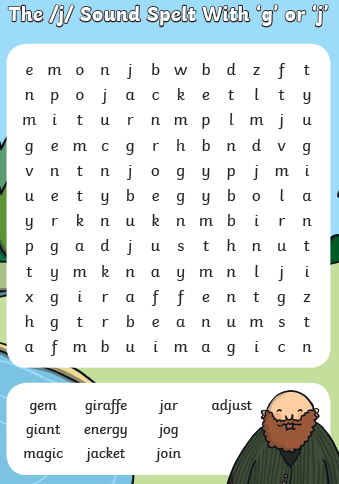 The /j/ Sound Spelt With ‘g’ or ‘j’
e m o n j b w b d z f t
n p o j a c k e t l t y
m i t u r n m p l m j u
g e m c g r h b n d v g
v n t n j o g y p j m i
u e t y b e g y b o l a
y r k n u k n m b i r n
p g a d j u s t h n u t
t y m k n a y m n l j i
x g i r a f f e n t g z
h g t r b e a n u m s t
a f m b u i m a g i c n
gem giraffe jar adjust
giant energy jog
magic jacket join